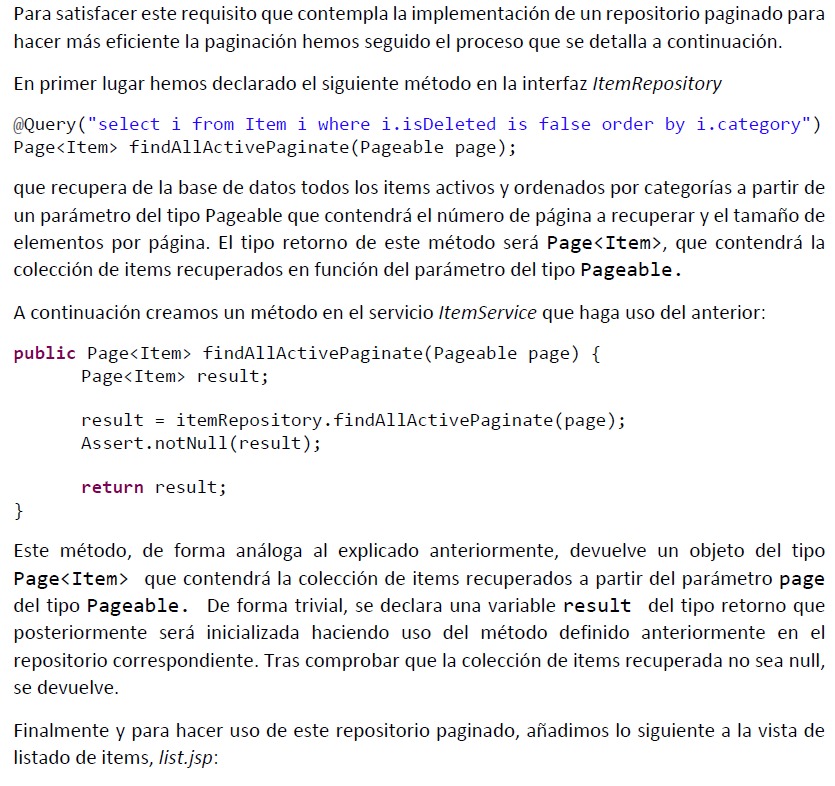 Para satisfacer este requisito que contempla la implementación de un repositorio paginado para
hacer más eficiente la paginación hemos seguido el proceso que se detalla a continuación.
En primer lugar hemos declarado el siguiente método en la interfaz ItemRepository
@Query("select i from Item i where i.isDeleted is false order by i.category")
Page<Item> findAllActivePaginate(Pageable page);
que recupera de la base de datos todos los items activos y ordenados por categorías a partir de
un parámetro del tipo Pageable que contendrá el número de página a recuperar y el tamaño de
elementos por página. El tipo retorno de este método será Page<Item>, que contendrá la
colección de items recuperados en función del parámetro del tipo Pageable.
A continuación creamos un método en el servicio ItemService que haga uso del anterior:
public Page<Item> findAllActivePaginate(Pageable page) {
Page<Item> result;
result = itemRepository.findAllActivePaginate(page);
Assert.notNull(result);
return result;
}
Este método, de forma análoga al explicado anteriormente, devuelve un objeto del tipo
Page<Item> que contendrá la colección de items recuperados a partir del parámetro page
del tipo Pageable. De forma trivial, se declara una variable result del tipo retorno que
posteriormente será inicializada haciendo uso del método definido anteriormente en el
repositorio correspondiente. Tras comprobar que la colección de items recuperada no sea null,
se devuelve.
Finalmente y para hacer uso de este repositorio paginado, añadimos lo siguiente a la vista de
listado de items, list.jsp: